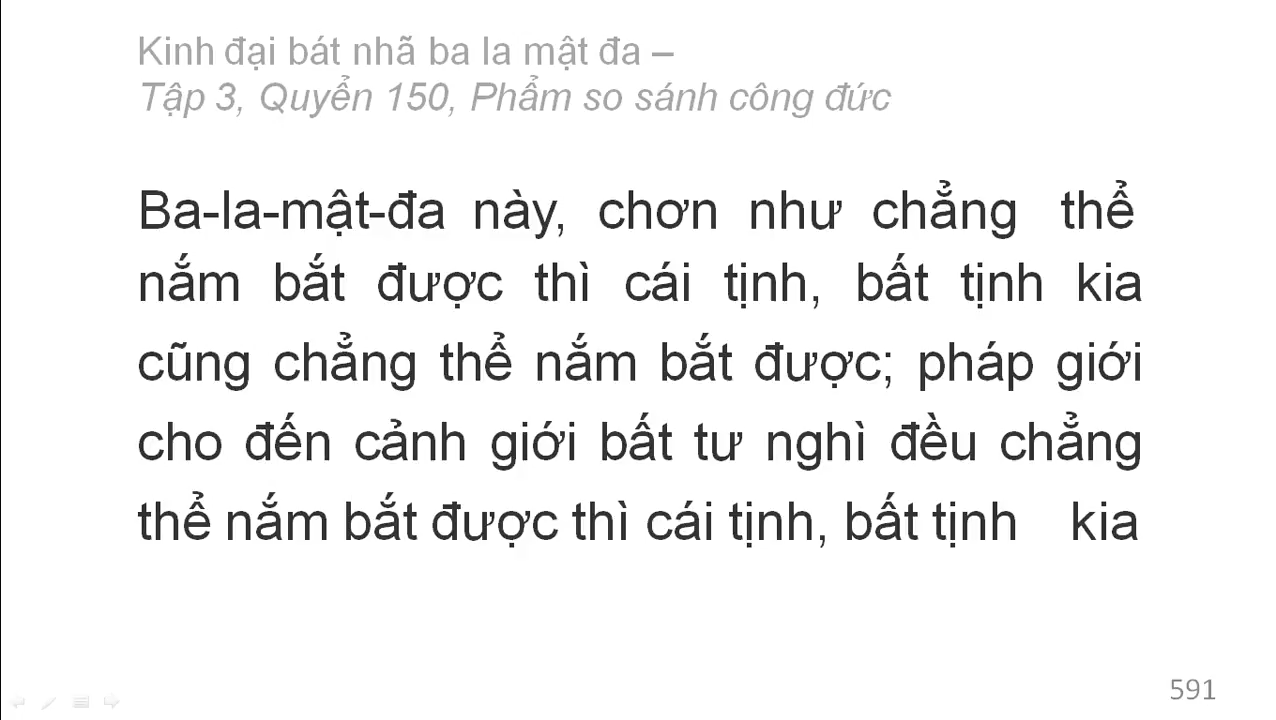 Kinh đại bát nhã ba la mật đa –
Tập 3, Quyển 150, Phẩm so sánh công đức
Ba-la-mật-đa này, chơn như chẳng thể
nắm bắt được thì cái tịnh, bất tịnh kia
cũng chẳng thể nắm bắt được; pháp giới
cho đến cảnh giới bất tư nghì đều chẳng
thể nắm bắt được thì cái tịnh, bất tịnh kia
591